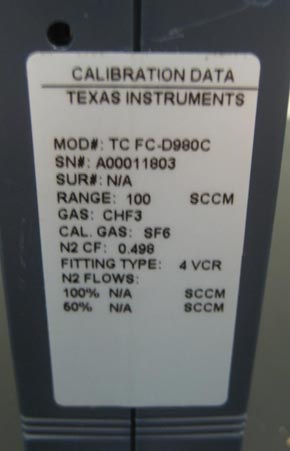 CALIBRATION DATA
TEXAS INSTRUMENTS
MOD#: TC FC-D980C
SN#: A00011803
SUR#: N/A
RANGE: 100 SCCM
GAS: CHF3
CAL. GAS: SF6
N2 CF: 0.498
FITTING TYPE: 4 VCR
N2 FLOWS:
100% N/A SCCM
60% N/A SCCM